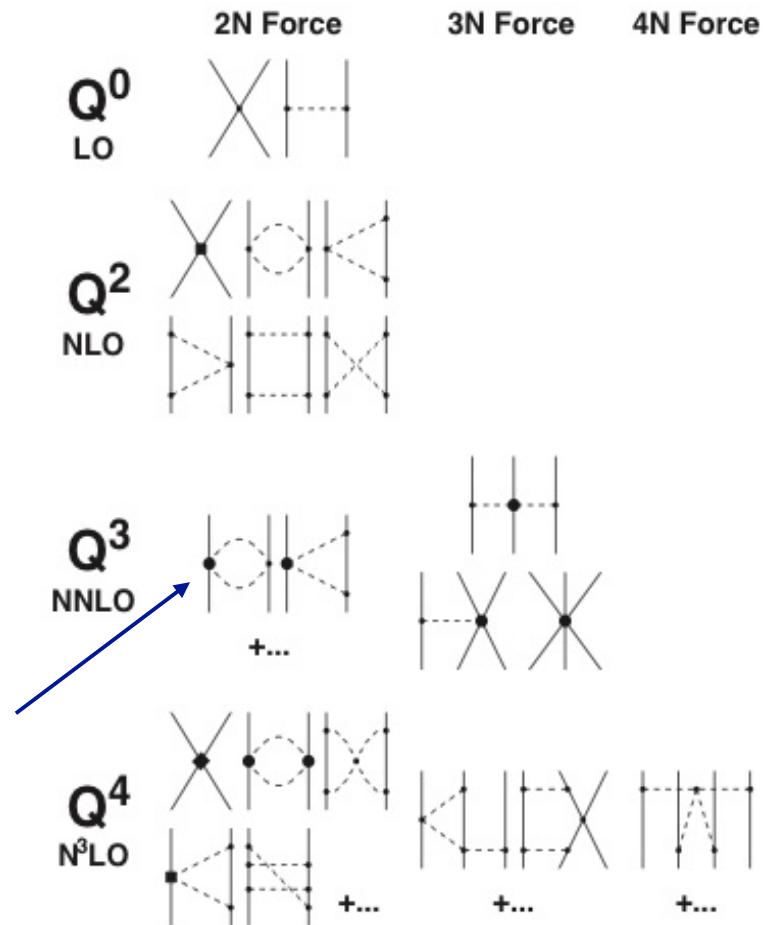 2N Force 3N Force 4N Force
Q⁰
LO
Q²
NLO
Q³
NNLO
+...
Q⁴
N³LO
+... +... +...